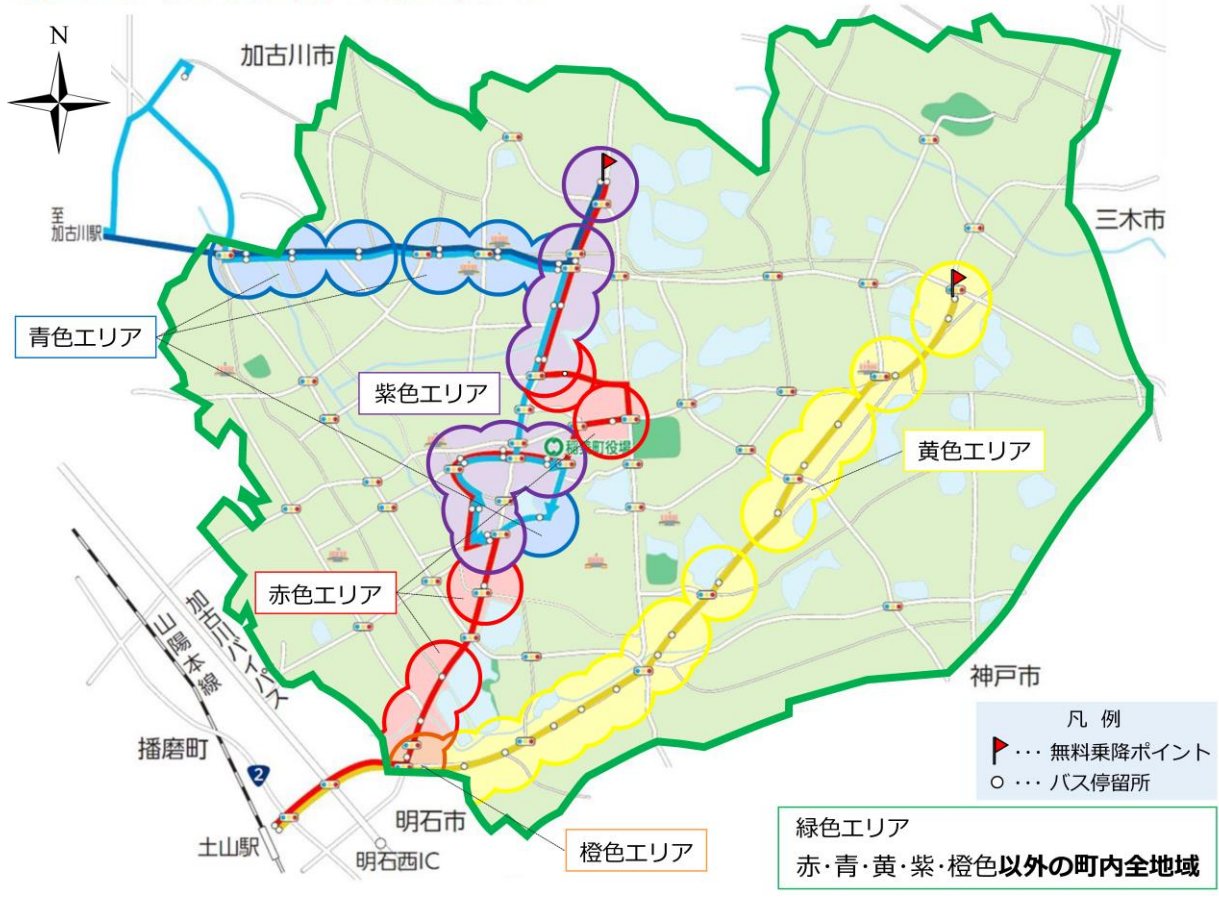 N
加古川市
至
加古川駅
三木市
青色エリア
紫色エリア
稲美町役場
黄色エリア
赤色エリア
加古川バイパス
山陽本線
神戸市
播磨町
2
凡 例
･･･ 無料乗降ポイント
･･･ バス停留所
明石市
土山駅
明石西IC
橙色エリア
緑色エリア
赤･青･黄･紫･橙色以外の町内全地域